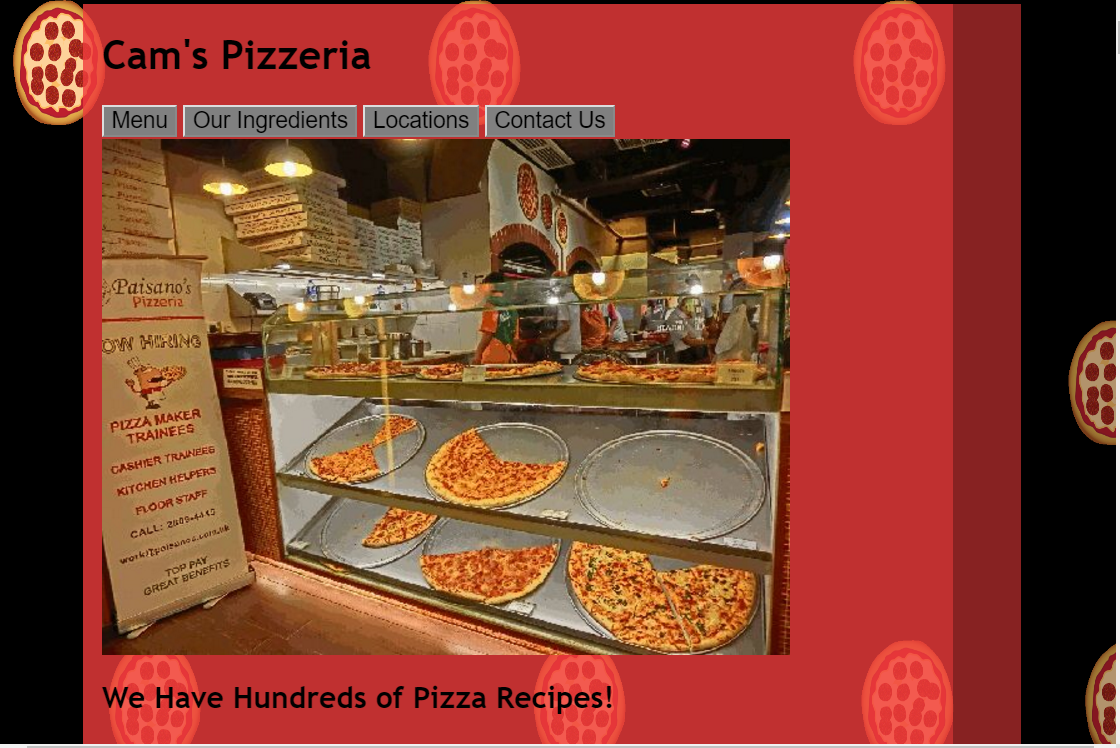 Cam's Pizzeria
Menu Our Ingredients Locations Contact Us
Paisano's
Pizzeria
OW HIRING
PIZZA MAKER
TRAINEES
CASHIER TRAINEES
KITCHEN HELPERS
FLOOR STAFF
TOP PAY
GREAT BENEFITS
We Have Hundreds of Pizza Recipes!